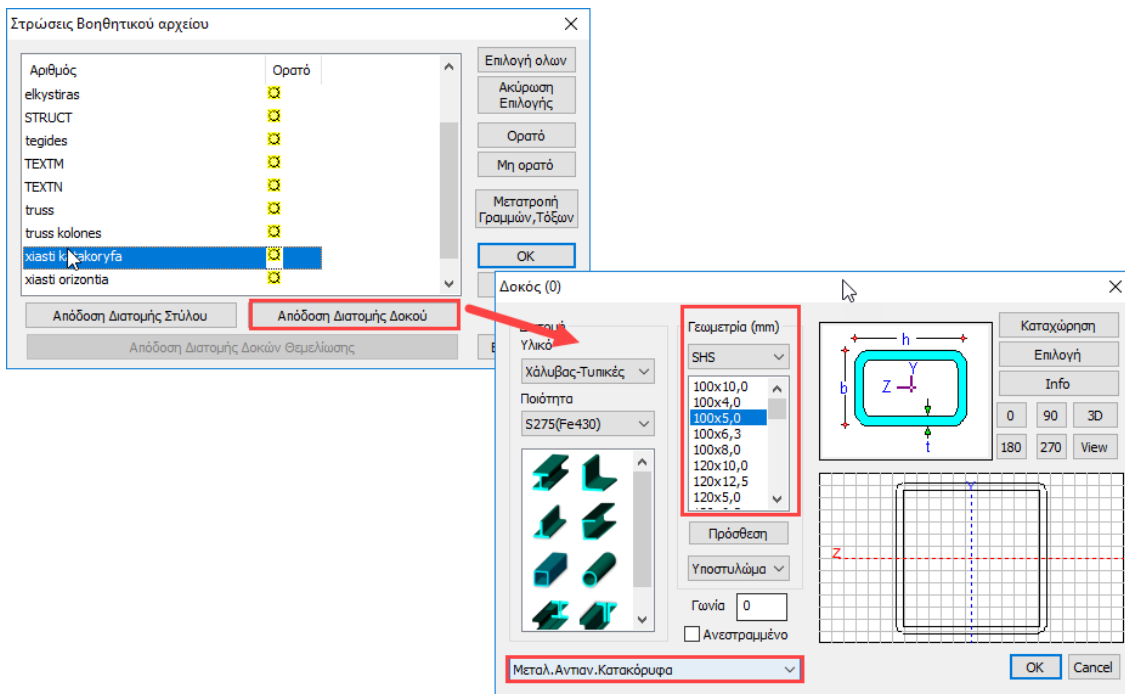 Στρώσεις Βοηθητικού αρχείου
Αριθμός Ορατό
elkystiras
STRUCT
tegides
TEXTM
TEXTN
truss
truss kolones
xiasti katakoryfa
xiasti orizontia
Επιλογή ολων
Ακύρωση
Επιλογής
Ορατό
Μη ορατό
Μετατροπή
Γραμμών,Τόξων
OK
Απόδοση Διατομής Στύλου
Απόδοση Διατομής Δοκού
Απόδοση Διατομής Δοκών Θεμελίωσης
Δοκός (0)
Διατομή
Υλικό
Χάλυβας-Τυπικές
Ποιότητα
S275(Fe430)
Γεωμετρία (mm)
SHS
100x10,0
100x4,0
100x5,0
100x6,3
100x8,0
120x10,0
120x12,5
120x5,0
Πρόσθεση
Υποστυλώμα
Γωνία 0
Ανεστραμμένο
Μεταλ.Αντιαν.Κατακόρυφα
h
b
Y
Z
t
Καταχώρηση
Επιλογή
Info
0 90 3D
180 270 View
Y
Z
OK Cancel